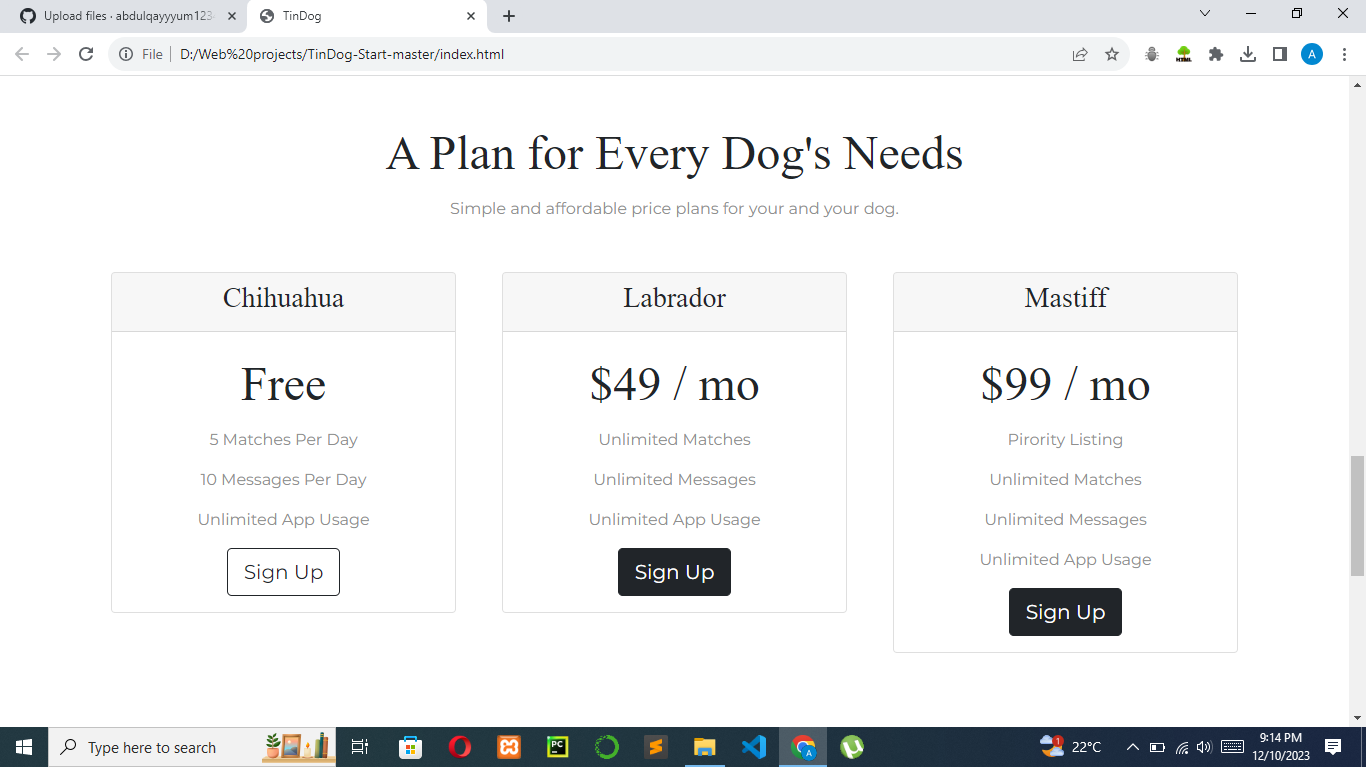 Upload files · abdulqayyyum123
TinDog
File
D:/Web%20projects/TinDog-Start-master/index.html
HTML
A
A Plan for Every Dog's Needs
Simple and affordable price plans for your and your dog.
Chihuahua
Free
5 Matches Per Day
10 Messages Per Day
Unlimited App Usage
Sign Up
Labrador
$49 / mo
Unlimited Matches
Unlimited Messages
Unlimited App Usage
Sign Up
Mastiff
$99 / mo
Pirority Listing
Unlimited Matches
Unlimited Messages
Unlimited App Usage
Sign Up
Type here to search
PC
A
1
22°C
9:14 PM
12/10/2023